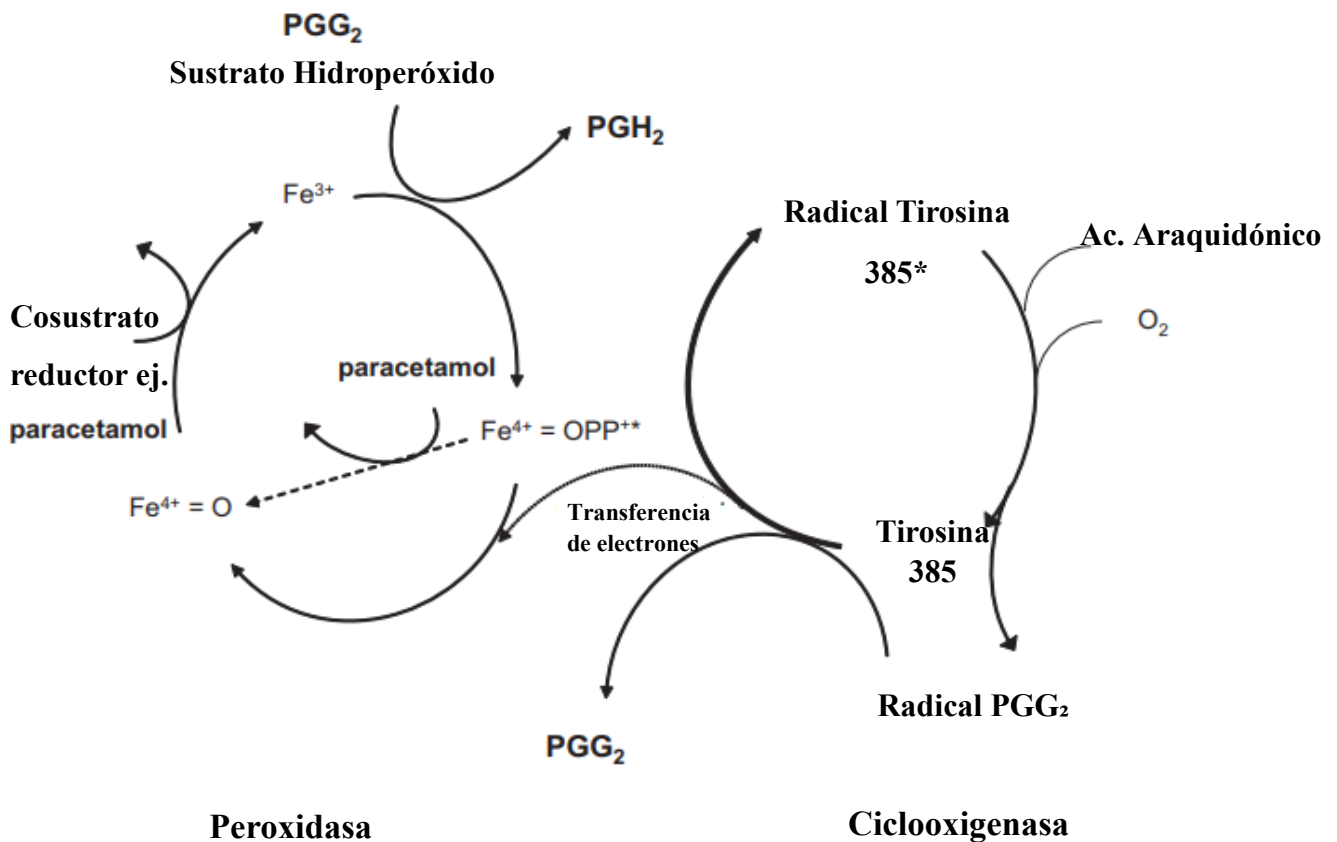 PGG₂
Sustrato Hidroperóxido
PGH₂
Fe³⁺
Radical Tirosina
385*
Ac. Araquidónico
O₂
Cosustrato
reductor ej.
paracetamol
paracetamol
Fe⁴⁺ = OPP⁺*
Fe⁴⁺ = O
Transferencia
de electrones
Tirosina
385
Radical PGG₂
PGG₂
Peroxidasa
Ciclooxigenasa